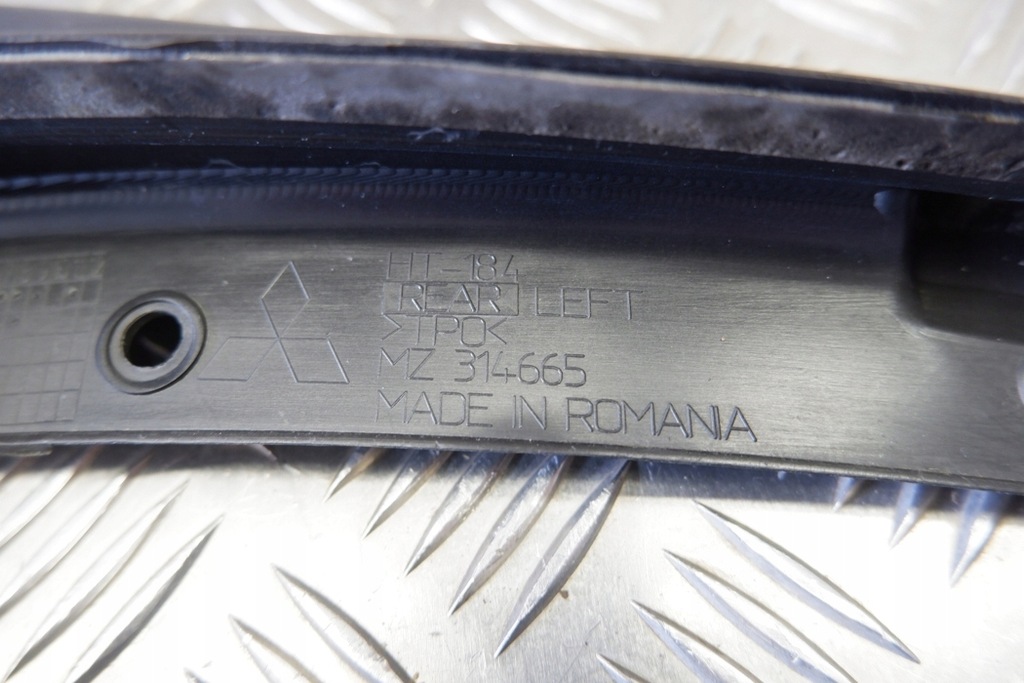 HT-184
REAR LEFT
>TPO<
MZ 314665
MADE IN ROMANIA